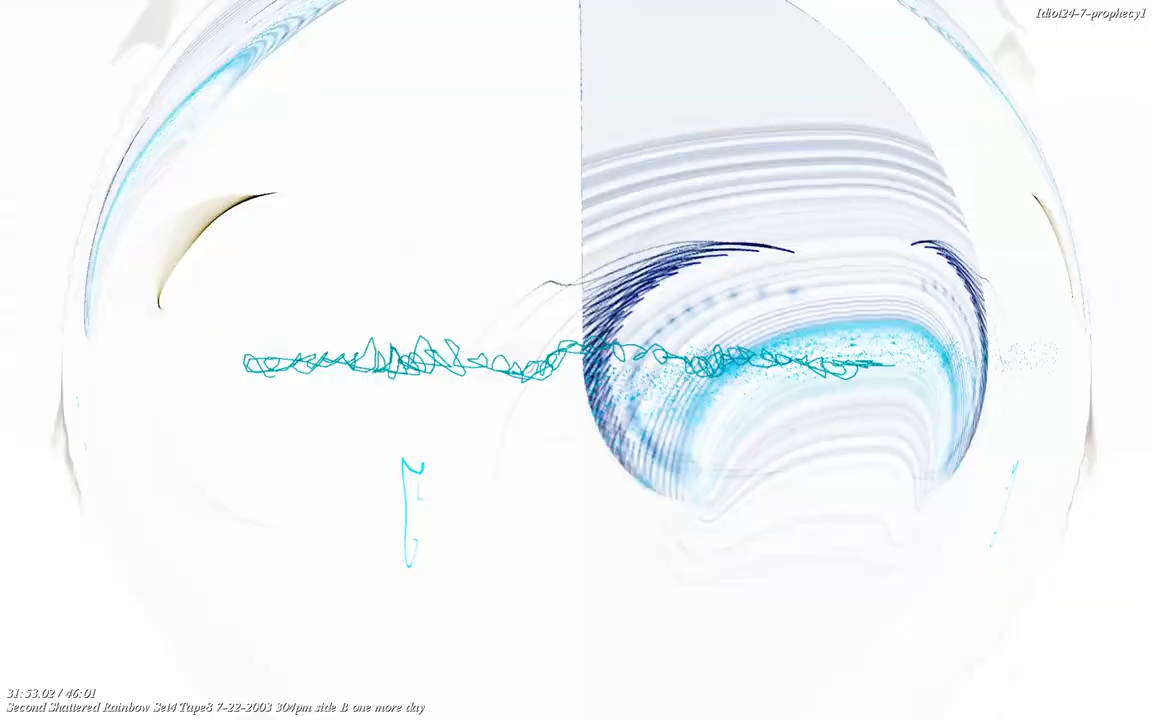 Idiot24-7-prophecy1
31:53.02 / 46:01
Second Shattered Rainbow Set4 Tape8 7-22-2003 304pm side B one more day